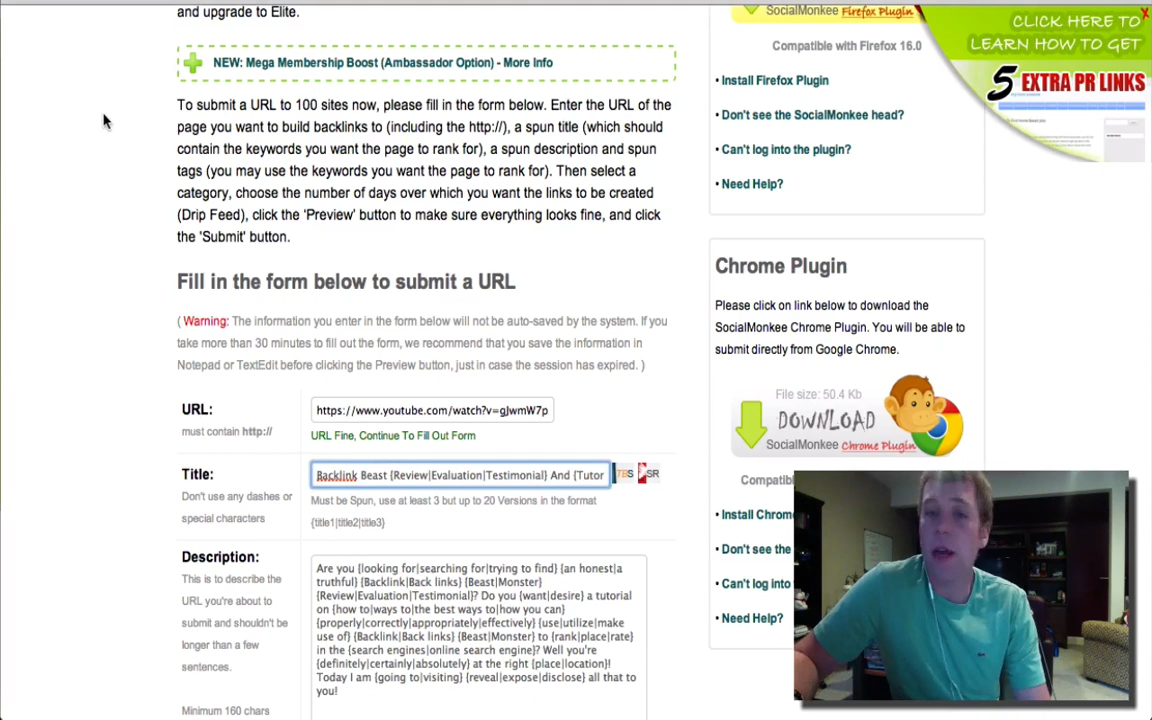 and upgrade to Elite.
NEW: Mega Membership Boost (Ambassador Option) - More Info
To submit a URL to 100 sites now, please fill in the form below. Enter the URL of the
page you want to build backlinks to (including the http://), a spun title (which should
contain the keywords you want the page to rank for), a spun description and spun
tags (you may use the keywords you want the page to rank for). Then select a
category, choose the number of days over which you want the links to be created
(Drip Feed), click the 'Preview' button to make sure everything looks fine, and click
the 'Submit' button.
Fill in the form below to submit a URL
( Warning: The information you enter in the form below will not be auto-saved by the system. If you
take more than 30 minutes to fill out the form, we recommend that you save the information in
Notepad or TextEdit before clicking the Preview button, just in case the session has expired. )
URL:
must contain http://
https://www.youtube.com/watch?v=gJwmW7p
URL Fine, Continue To Fill Out Form
Title:
Don't use any dashes or
special characters
Backlink Beast {Review|Evaluation|Testimonial} And {Tutor
TBS
SR
Must be Spun, use at least 3 but up to 20 Versions in the format
{title1|title2|title3}
Description:
This is to describe the
URL you're about to
submit and shouldn't be
longer than a few
sentences.
Minimum 160 chars
Are you {looking for|searching for|trying to find} {an honest|a
truthful} {Backlink|Back links} {Beast|Monster}
{Review|Evaluation|Testimonial}? Do you {want|desire} a tutorial
on {how to|ways to|the best ways to|how you can}
{properly|correctly|appropriately|effectively} {use|utilize|make
use of} {Backlink|Back links} {Beast|Monster} to {rank|place|rate}
in the {search engines|online search engine}? Well you're
{definitely|certainly|absolutely} at the right {place|location}!
Today I am {going to|visiting} {reveal|expose|disclose} all that to
you!
SocialMonkee Firefox Plugin
Compatible with Firefox 16.0
• Install Firefox Plugin
• Don't see the SocialMonkee head?
• Can't log into the plugin?
• Need Help?
Chrome Plugin
Please click on link below to download the
SocialMonkee Chrome Plugin. You will be able to
submit directly from Google Chrome.
File size: 50.4 Kb
DOWNLOAD
SocialMonkee Chrome Plugin
Compatib
• Install Chrom
• Don't see the
• Can't log into
• Need Help?
CLICK HERE TO
LEARN HOW TO GET
5 EXTRA PR LINKS
X